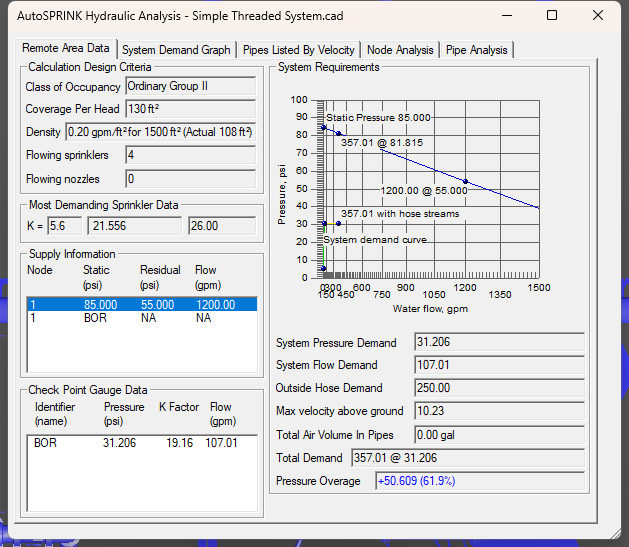 AutoSPRINK Hydraulic Analysis - Simple Threaded System.cad
Remote Area Data
System Demand Graph
Pipes Listed By Velocity
Node Analysis
Pipe Analysis
Calculation Design Criteria
Class of Occupancy Ordinary Group II
Coverage Per Head 130 ft²
Density 0.20 gpm/ft² for 1500 ft² (Actual 108 ft²)
Flowing sprinklers 4
Flowing nozzles 0
Most Demanding Sprinkler Data
K = 5.6 21.556 26.00
Supply Information
Node Static Residual Flow
(psi) (psi) (gpm)
1 85.000 55.000 1200.00
1 BOR NA NA
Check Point Gauge Data
Identifier Pressure K Factor Flow
(name) (psi) (gpm)
BOR 31.206 19.16 107.01
System Requirements
100
90
80
70
60
50
40
30
20
10
0
Pressure, psi
Static Pressure 85.000
357.01 @ 81.815
1200.00 @ 55.000
357.01 with hose streams
System demand curve
0 300 600 900 1200 1500
150 450 750 1050 1350
Water flow, gpm
System Pressure Demand 31.206
System Flow Demand 107.01
Outside Hose Demand 250.00
Max velocity above ground 10.23
Total Air Volume In Pipes 0.00 gal
Total Demand 357.01 @ 31.206
Pressure Overage +50.609 (61.9%)